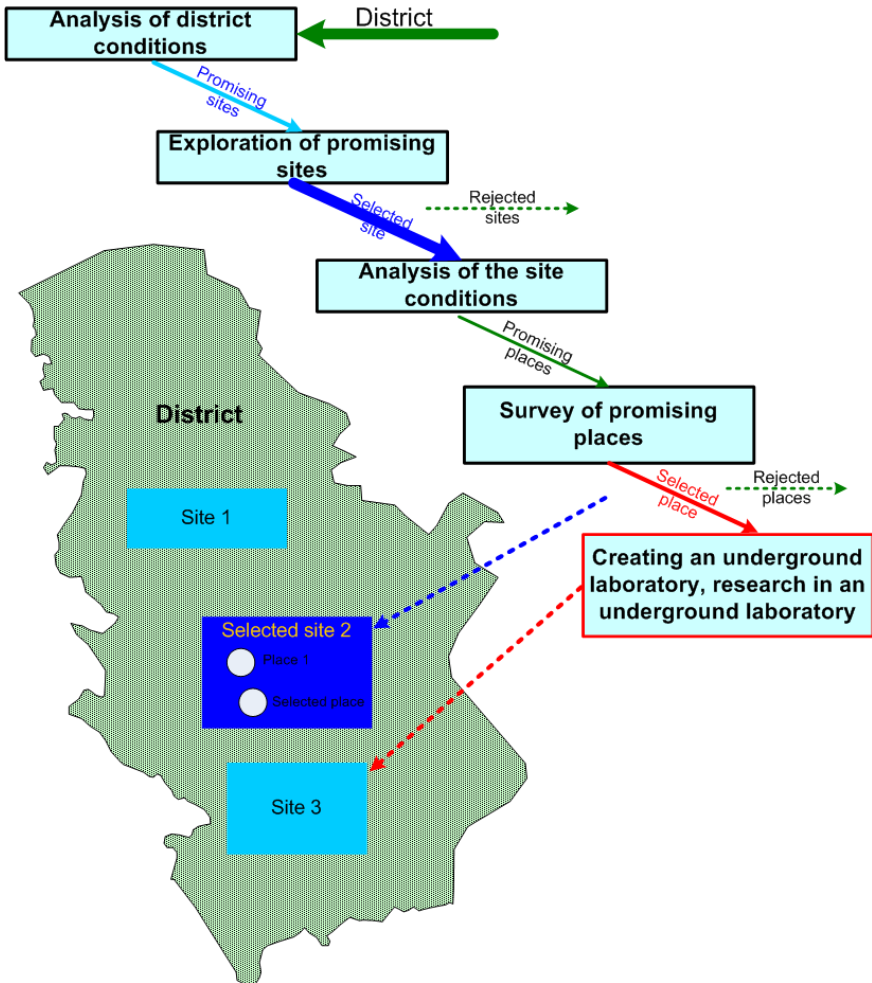 Analysis of district
conditions
District
Promising
sites
Exploration of promising
sites
Selected
site
Rejected
sites
Analysis of the site
conditions
Promising
places
Survey of promising
places
Selected
place
Rejected
places
Creating an underground
laboratory, research in an
underground laboratory
District
Site 1
Selected site 2
Place 1
Selected place
Site 3